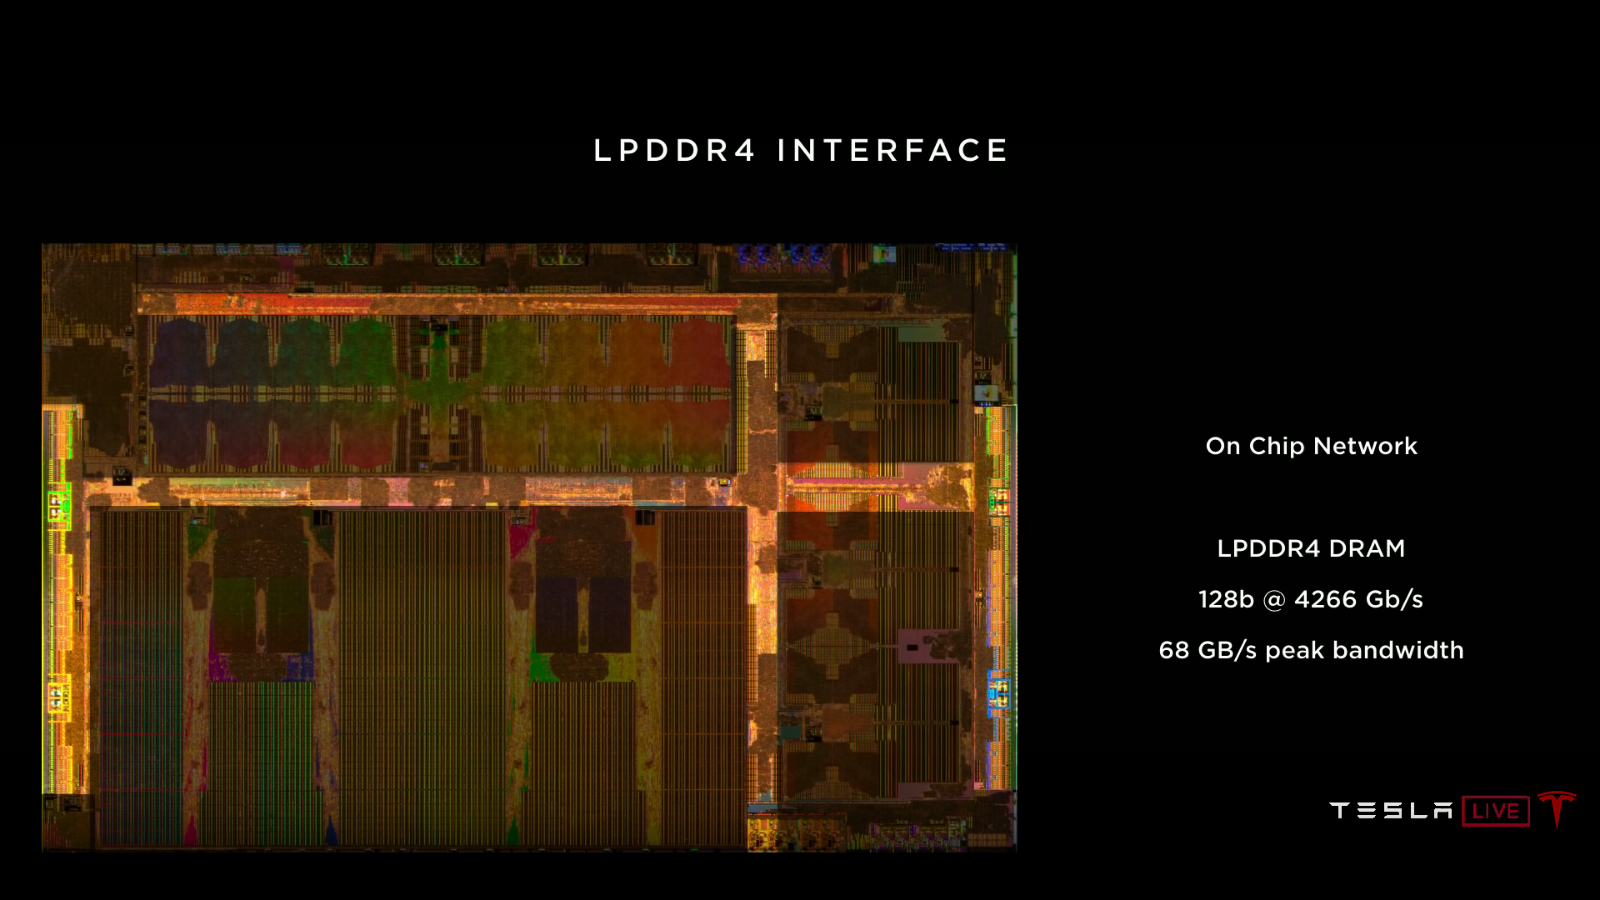 LPDDR4 INTERFACE
On Chip Network
LPDDR4 DRAM
128b @ 4266 Gb/s
68 GB/s peak bandwidth
TESLA LIVE